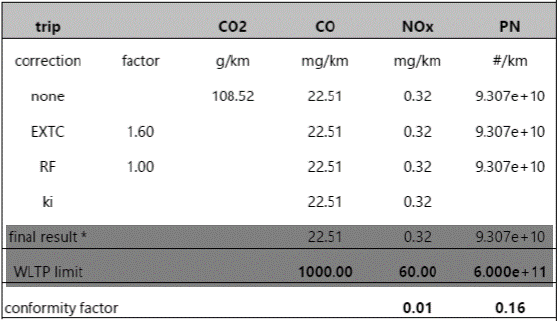 trip CO2 CO NOx PN
correction factor g/km mg/km mg/km #/km
none 108.52 22.51 0.32 9.307e+10
EXTC 1.60 22.51 0.32 9.307e+10
RF 1.00 22.51 0.32 9.307e+10
ki 22.51 0.32
final result * 22.51 0.32 9.307e+10
WLTP limit 1000.00 60.00 6.000e+11
conformity factor 0.01 0.16